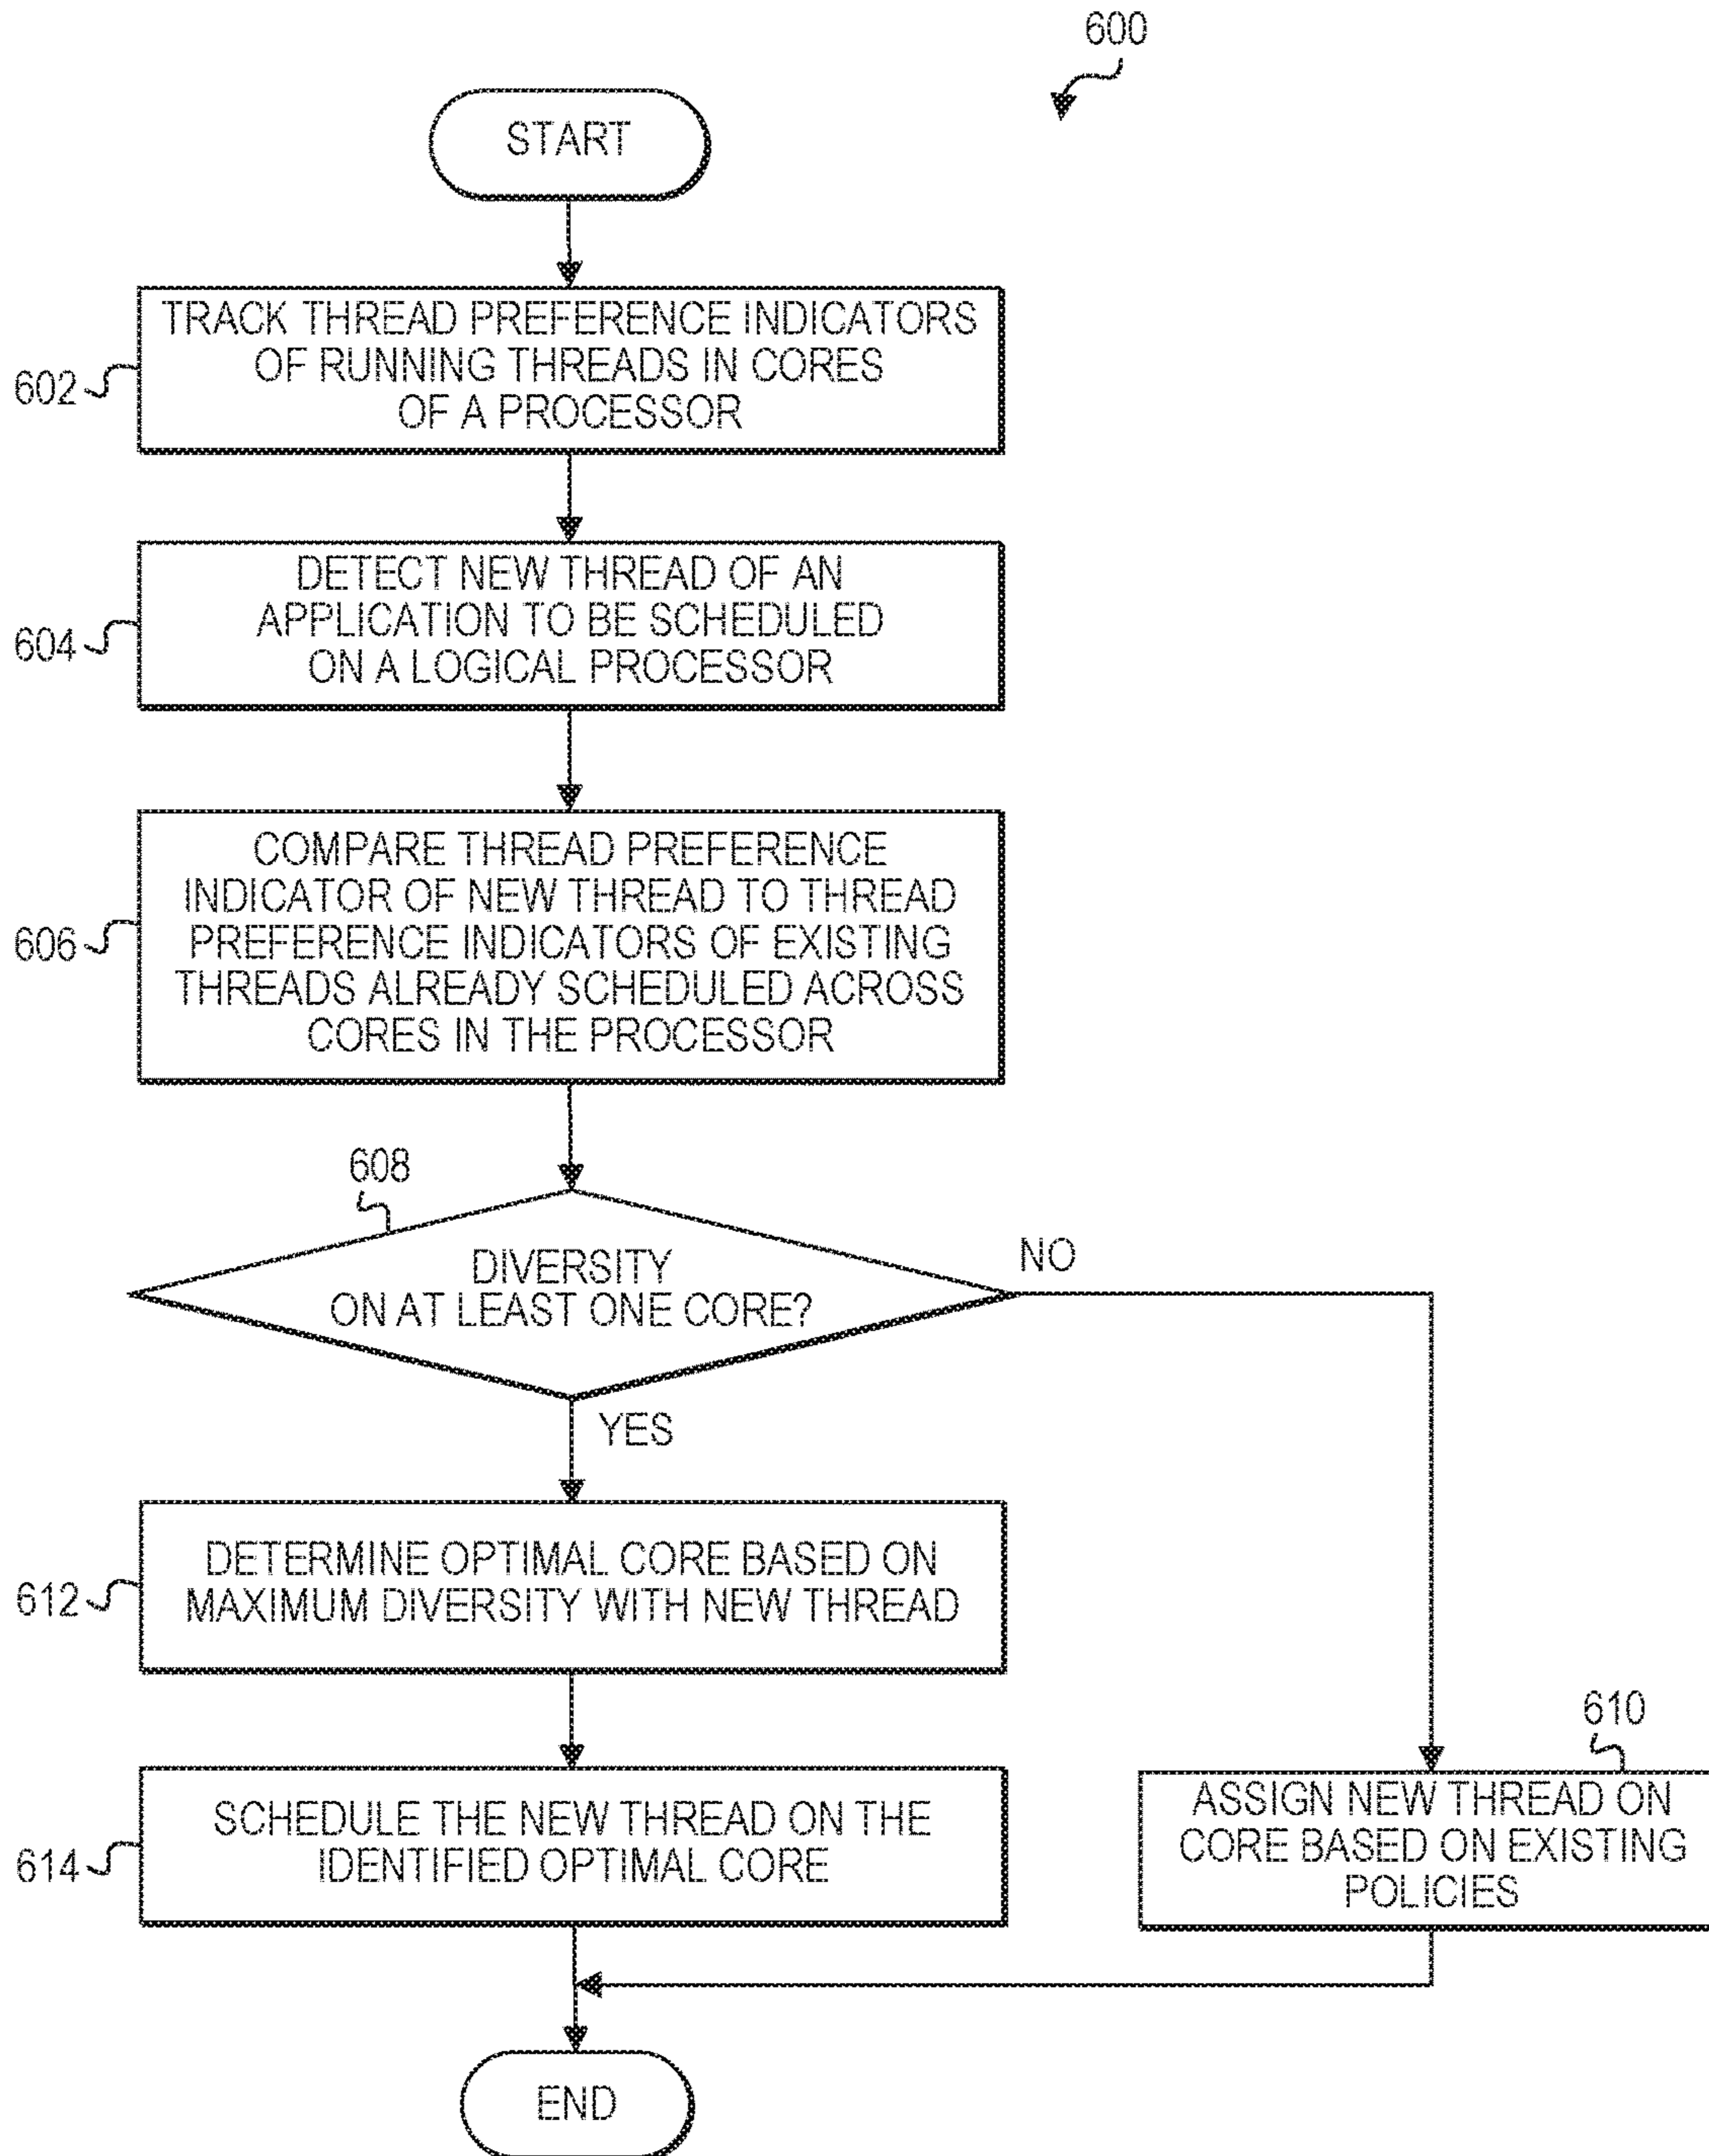 600
START
602
TRACK THREAD PREFERENCE INDICATORS
OF RUNNING THREADS IN CORES
OF A PROCESSOR
604
DETECT NEW THREAD OF AN
APPLICATION TO BE SCHEDULED
ON A LOGICAL PROCESSOR
606
COMPARE THREAD PREFERENCE
INDICATOR OF NEW THREAD TO THREAD
PREFERENCE INDICATORS OF EXISTING
THREADS ALREADY SCHEDULED ACROSS
CORES IN THE PROCESSOR
608
DIVERSITY
ON AT LEAST ONE CORE?
NO
YES
612
DETERMINE OPTIMAL CORE BASED ON
MAXIMUM DIVERSITY WITH NEW THREAD
614
SCHEDULE THE NEW THREAD ON THE
IDENTIFIED OPTIMAL CORE
610
ASSIGN NEW THREAD ON
CORE BASED ON EXISTING
POLICIES
END